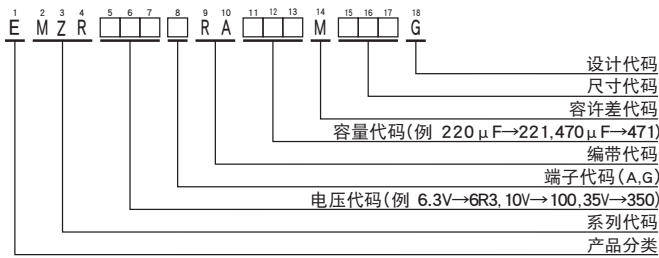 1 2 3 4 5 6 7 8 9 10 11 12 13 14 15 16 17 18
E M Z R □□□ □ R A □□□ M □□□ G
设计代码
尺寸代码
容许差代码
容量代码(例 220μF→221,470μF→471)
编带代码
端子代码(A,G)
电压代码(例 6.3V→6R3,10V→100,35V→350)
系列代码
产品分类